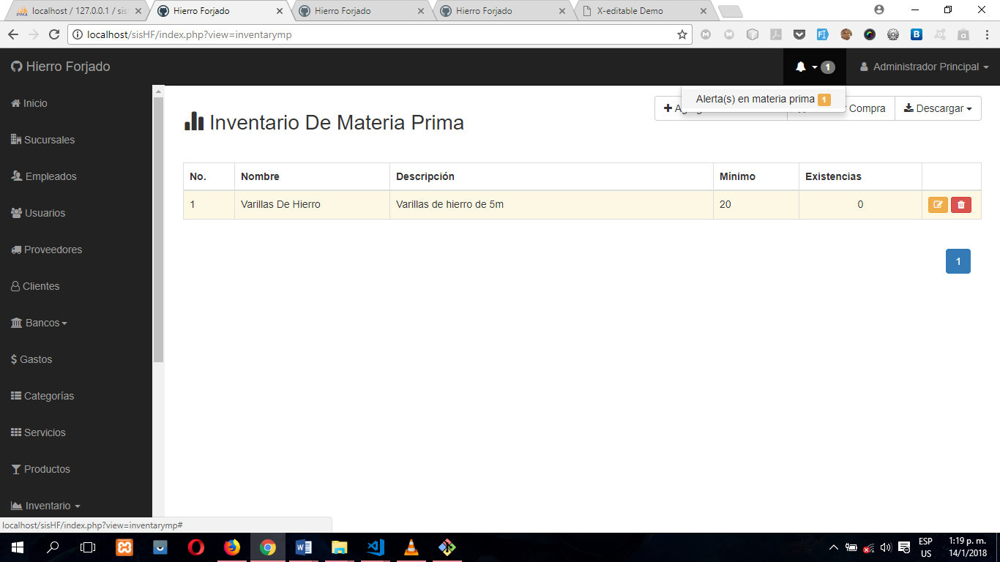 localhost / 127.0.0.1 / sis
Hierro Forjado
Hierro Forjado
Hierro Forjado
X-editable Demo
localhost/sisHF/index.php?view=inventarymp
Hierro Forjado
1
Administrador Principal
Alerta(s) en materia prima 1
Compra
Descargar
Inicio
Sucursales
Empleados
Usuarios
Proveedores
Clientes
Bancos
Gastos
Categorías
Servicios
Productos
Inventario
Inventario De Materia Prima
No. Nombre Descripción Mínimo Existencias
1 Varillas De Hierro Varillas de hierro de 5m 20 0
1
localhost/sisHF/index.php?view=inventarymp#
ESP
US
1:19 p. m.
14/1/2018